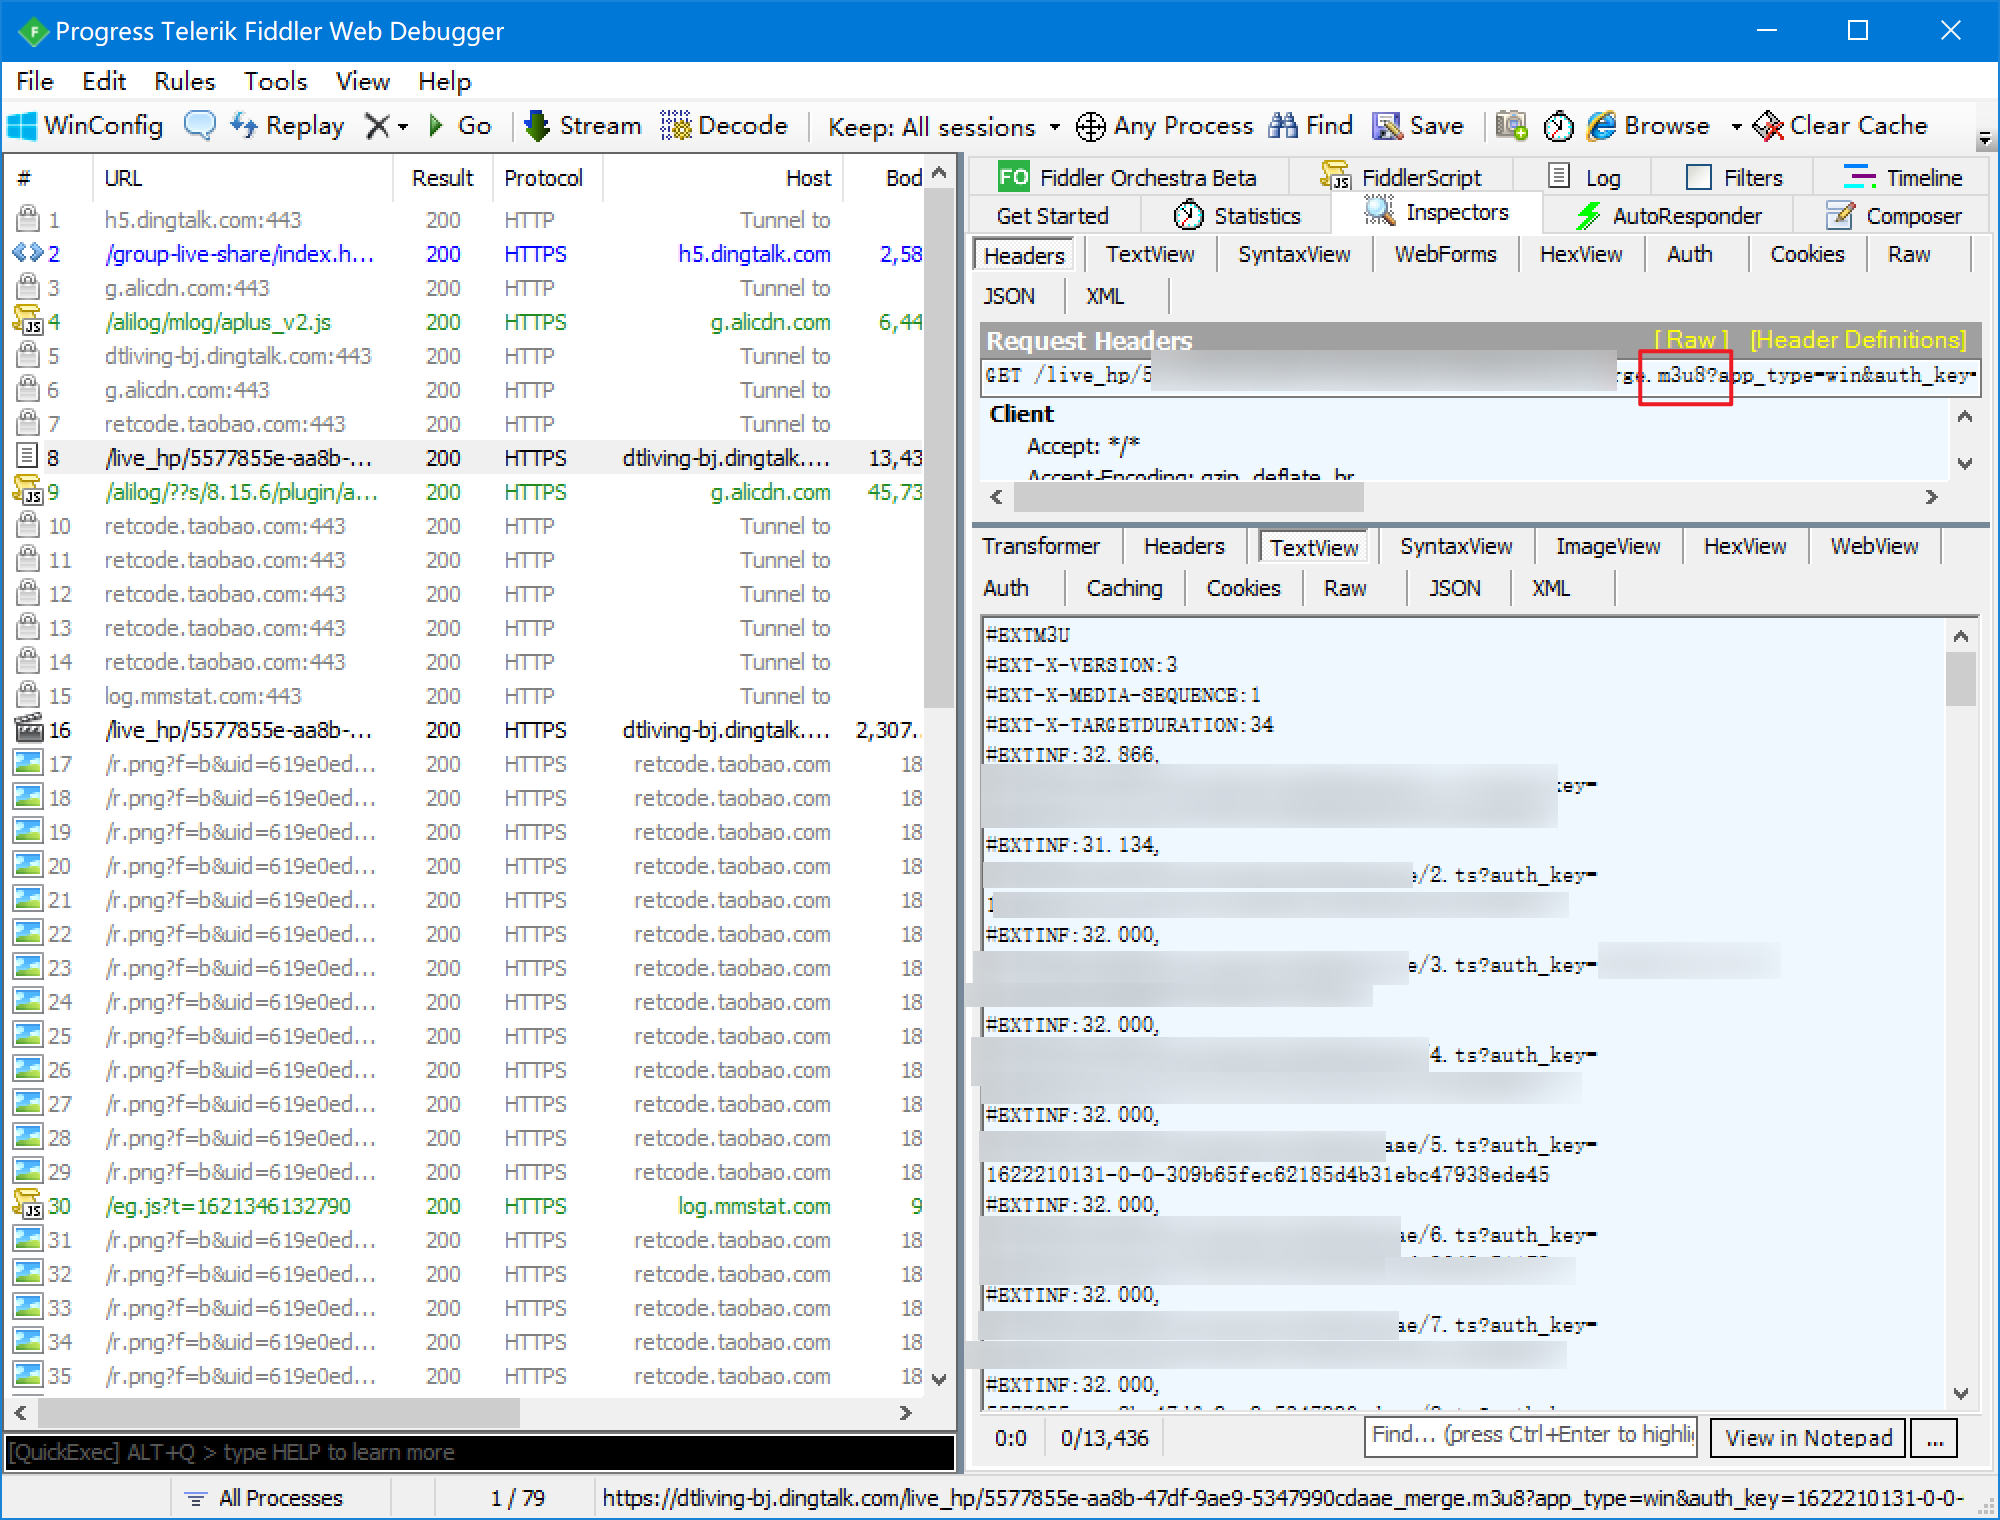 Progress Telerik Fiddler Web Debugger
File Edit Rules Tools View Help
WinConfig Replay Go Stream Decode Keep: All sessions Any Process Find Save Browse Clear Cache
# URL Result Protocol Host Bod
1 h5.dingtalk.com:443 200 HTTP Tunnel to
2 /group-live-share/index.h... 200 HTTPS h5.dingtalk.com 2,58
3 g.alicdn.com:443 200 HTTP Tunnel to
4 /alilog/mlog/aplus_v2.js 200 HTTPS g.alicdn.com 6,44
5 dtliving-bj.dingtalk.com:443 200 HTTP Tunnel to
6 g.alicdn.com:443 200 HTTP Tunnel to
7 retcode.taobao.com:443 200 HTTP Tunnel to
8 /live_hp/5577855e-aa8b-... 200 HTTPS dtliving-bj.dingtalk.... 13,43
9 /alilog/??s/8.15.6/plugin/a... 200 HTTPS g.alicdn.com 45,73
10 retcode.taobao.com:443 200 HTTP Tunnel to
11 retcode.taobao.com:443 200 HTTP Tunnel to
12 retcode.taobao.com:443 200 HTTP Tunnel to
13 retcode.taobao.com:443 200 HTTP Tunnel to
14 retcode.taobao.com:443 200 HTTP Tunnel to
15 log.mmstat.com:443 200 HTTP Tunnel to
16 /live_hp/5577855e-aa8b-... 200 HTTPS dtliving-bj.dingtalk.... 2,307.
17 /r.png?f=b&uid=619e0ed... 200 HTTPS retcode.taobao.com 18
18 /r.png?f=b&uid=619e0ed... 200 HTTPS retcode.taobao.com 18
19 /r.png?f=b&uid=619e0ed... 200 HTTPS retcode.taobao.com 18
20 /r.png?f=b&uid=619e0ed... 200 HTTPS retcode.taobao.com 18
21 /r.png?f=b&uid=619e0ed... 200 HTTPS retcode.taobao.com 18
22 /r.png?f=b&uid=619e0ed... 200 HTTPS retcode.taobao.com 18
23 /r.png?f=b&uid=619e0ed... 200 HTTPS retcode.taobao.com 18
24 /r.png?f=b&uid=619e0ed... 200 HTTPS retcode.taobao.com 18
25 /r.png?f=b&uid=619e0ed... 200 HTTPS retcode.taobao.com 18
26 /r.png?f=b&uid=619e0ed... 200 HTTPS retcode.taobao.com 18
27 /r.png?f=b&uid=619e0ed... 200 HTTPS retcode.taobao.com 18
28 /r.png?f=b&uid=619e0ed... 200 HTTPS retcode.taobao.com 18
29 /r.png?f=b&uid=619e0ed... 200 HTTPS retcode.taobao.com 18
30 /eg.js?t=1621346132790 200 HTTPS log.mmstat.com 9
31 /r.png?f=b&uid=619e0ed... 200 HTTPS retcode.taobao.com 18
32 /r.png?f=b&uid=619e0ed... 200 HTTPS retcode.taobao.com 18
33 /r.png?f=b&uid=619e0ed... 200 HTTPS retcode.taobao.com 18
34 /r.png?f=b&uid=619e0ed... 200 HTTPS retcode.taobao.com 18
35 /r.png?f=b&uid=619e0ed... 200 HTTPS retcode.taobao.com 18
[QuickExec] ALT+Q > type HELP to learn more
FO Fiddler Orchestra Beta FiddlerScript Log Filters Timeline
Get Started Statistics Inspectors AutoResponder Composer
Headers TextView SyntaxView WebForms HexView Auth Cookies Raw
JSON XML
Request Headers [ Raw ] [Header Definitions]
GET /live_hp/5 rge.m3u8?app_type=win&auth_key=
Client
Accept: */*
Accept-Encoding: gzip, deflate, br
Transformer Headers TextView SyntaxView ImageView HexView WebView
Auth Caching Cookies Raw JSON XML
#EXTM3U
#EXT-X-VERSION:3
#EXT-X-MEDIA-SEQUENCE:1
#EXT-X-TARGETDURATION:34
#EXTINF:32.866,
key=
#EXTINF:31.134,
e/2.ts?auth_key=
1
#EXTINF:32.000,
e/3.ts?auth_key=
#EXTINF:32.000,
4.ts?auth_key=
#EXTINF:32.000,
aae/5.ts?auth_key=
1622210131-0-0-309b65fec62185d4b31ebc47938ede45
#EXTINF:32.000,
ae/6.ts?auth_key=
#EXTINF:32.000,
ae/7.ts?auth_key=
#EXTINF:32.000,
0:0 0/13,436 Find... (press Ctrl+Enter to highli View in Notepad ...
All Processes 1 / 79 https://dtliving-bj.dingtalk.com/live_hp/5577855e-aa8b-47df-9ae9-5347990cdaae_merge.m3u8?app_type=win&auth_key=1622210131-0-0-